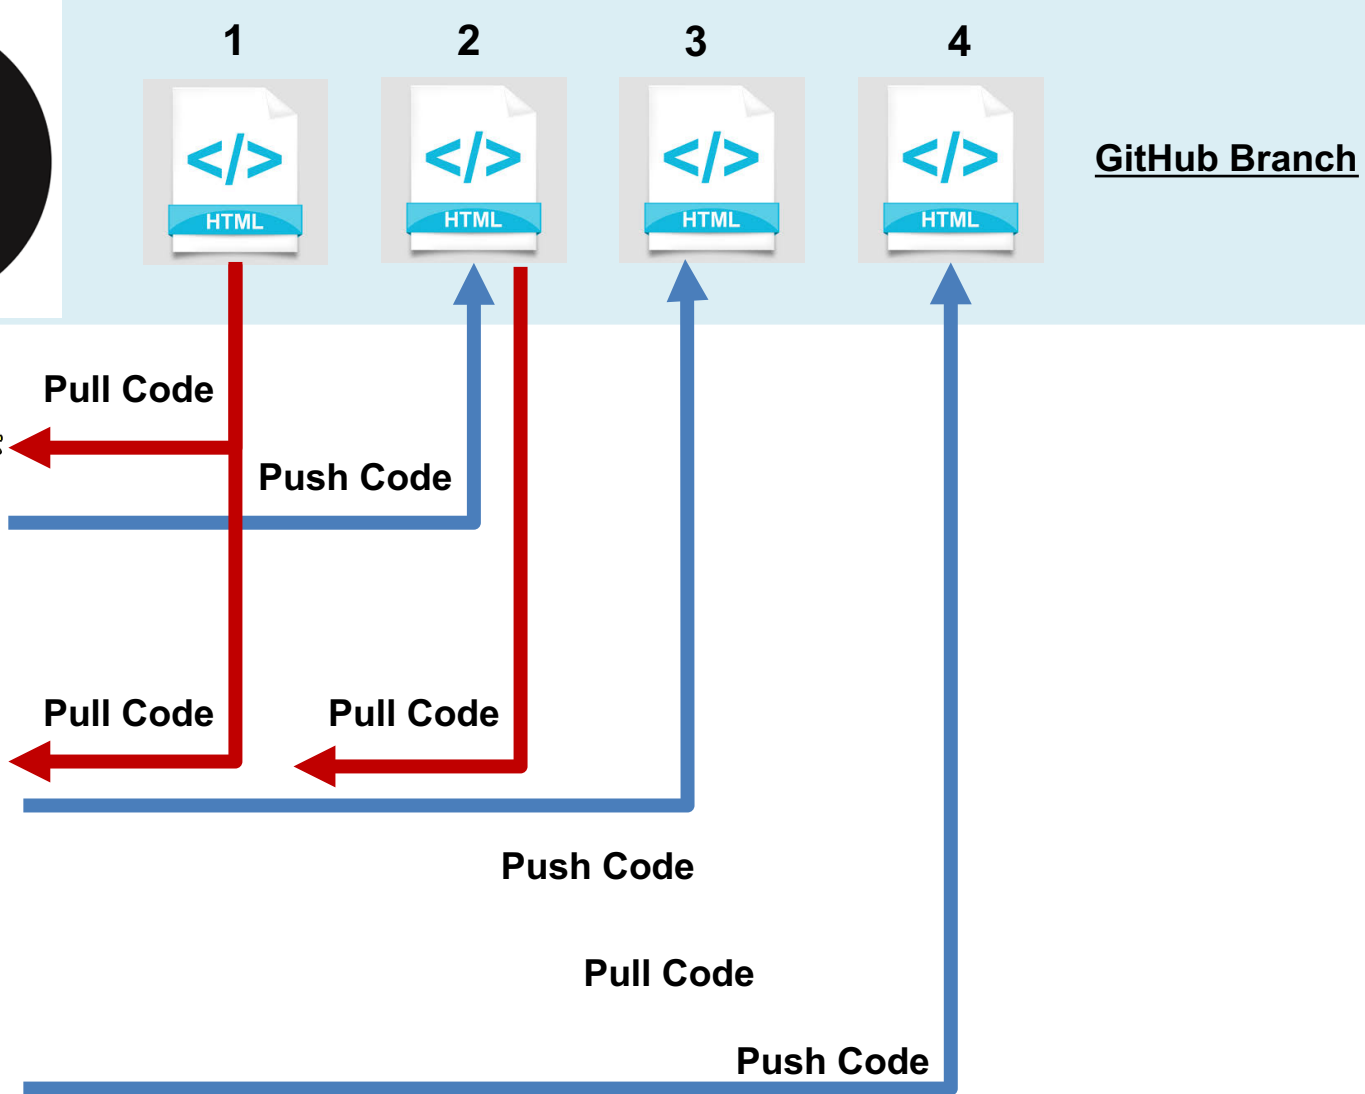 1 2 3 4
</> </> </> </>
HTML HTML HTML HTML
GitHub Branch
Pull Code
Push Code
Pull Code Pull Code
Push Code
Pull Code
Push Code